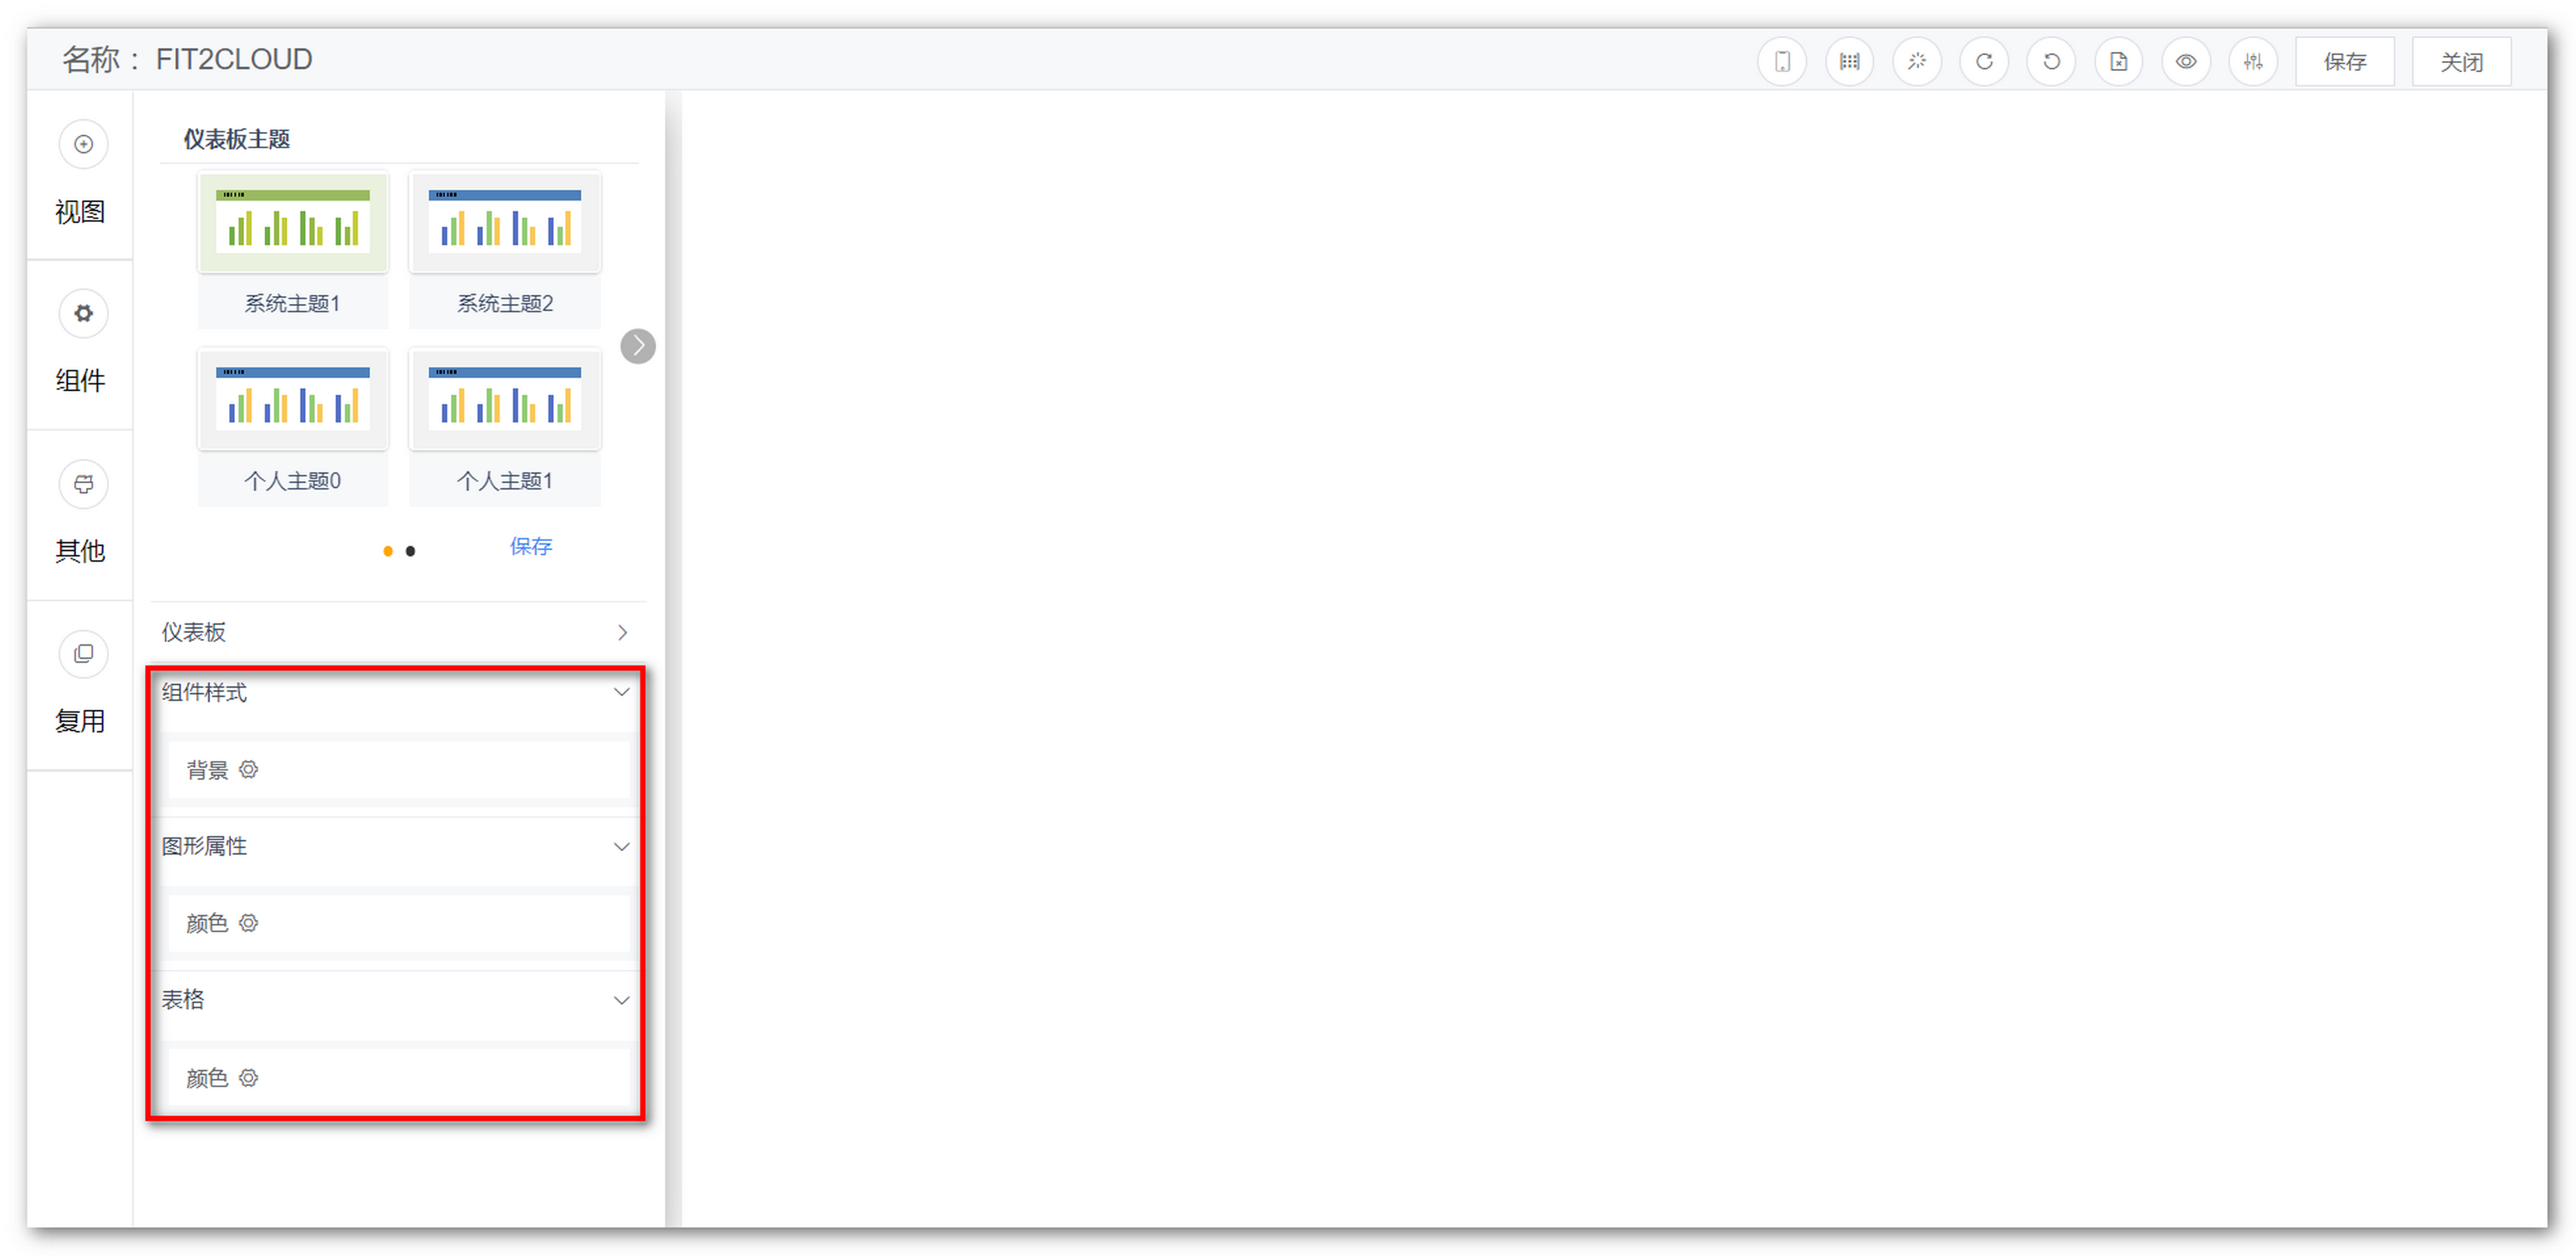 名称： FIT2CLOUD
保存
关闭
视图
组件
其他
复用
仪表板主题
系统主题1
系统主题2
个人主题0
个人主题1
保存
仪表板
组件样式
背景
图形属性
颜色
表格
颜色